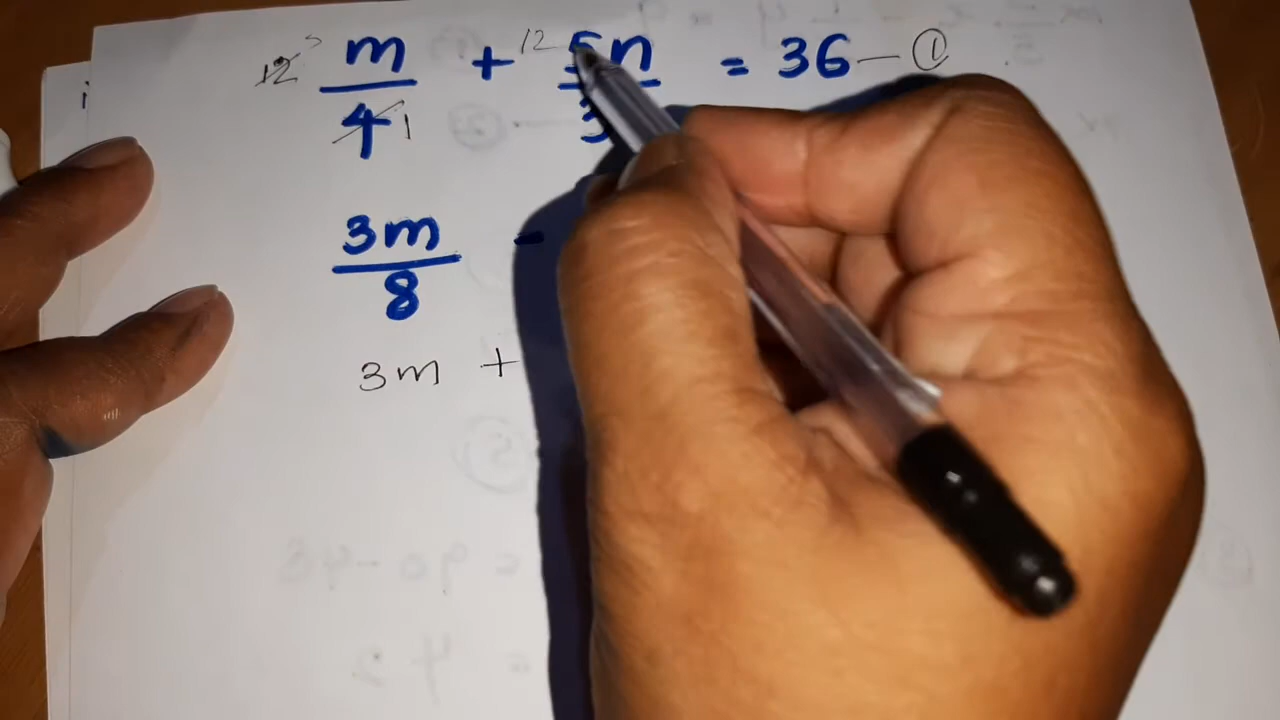 12 3 m/4 1 + 12 5n/3 = 36 — ①
3m/8 -
3m +